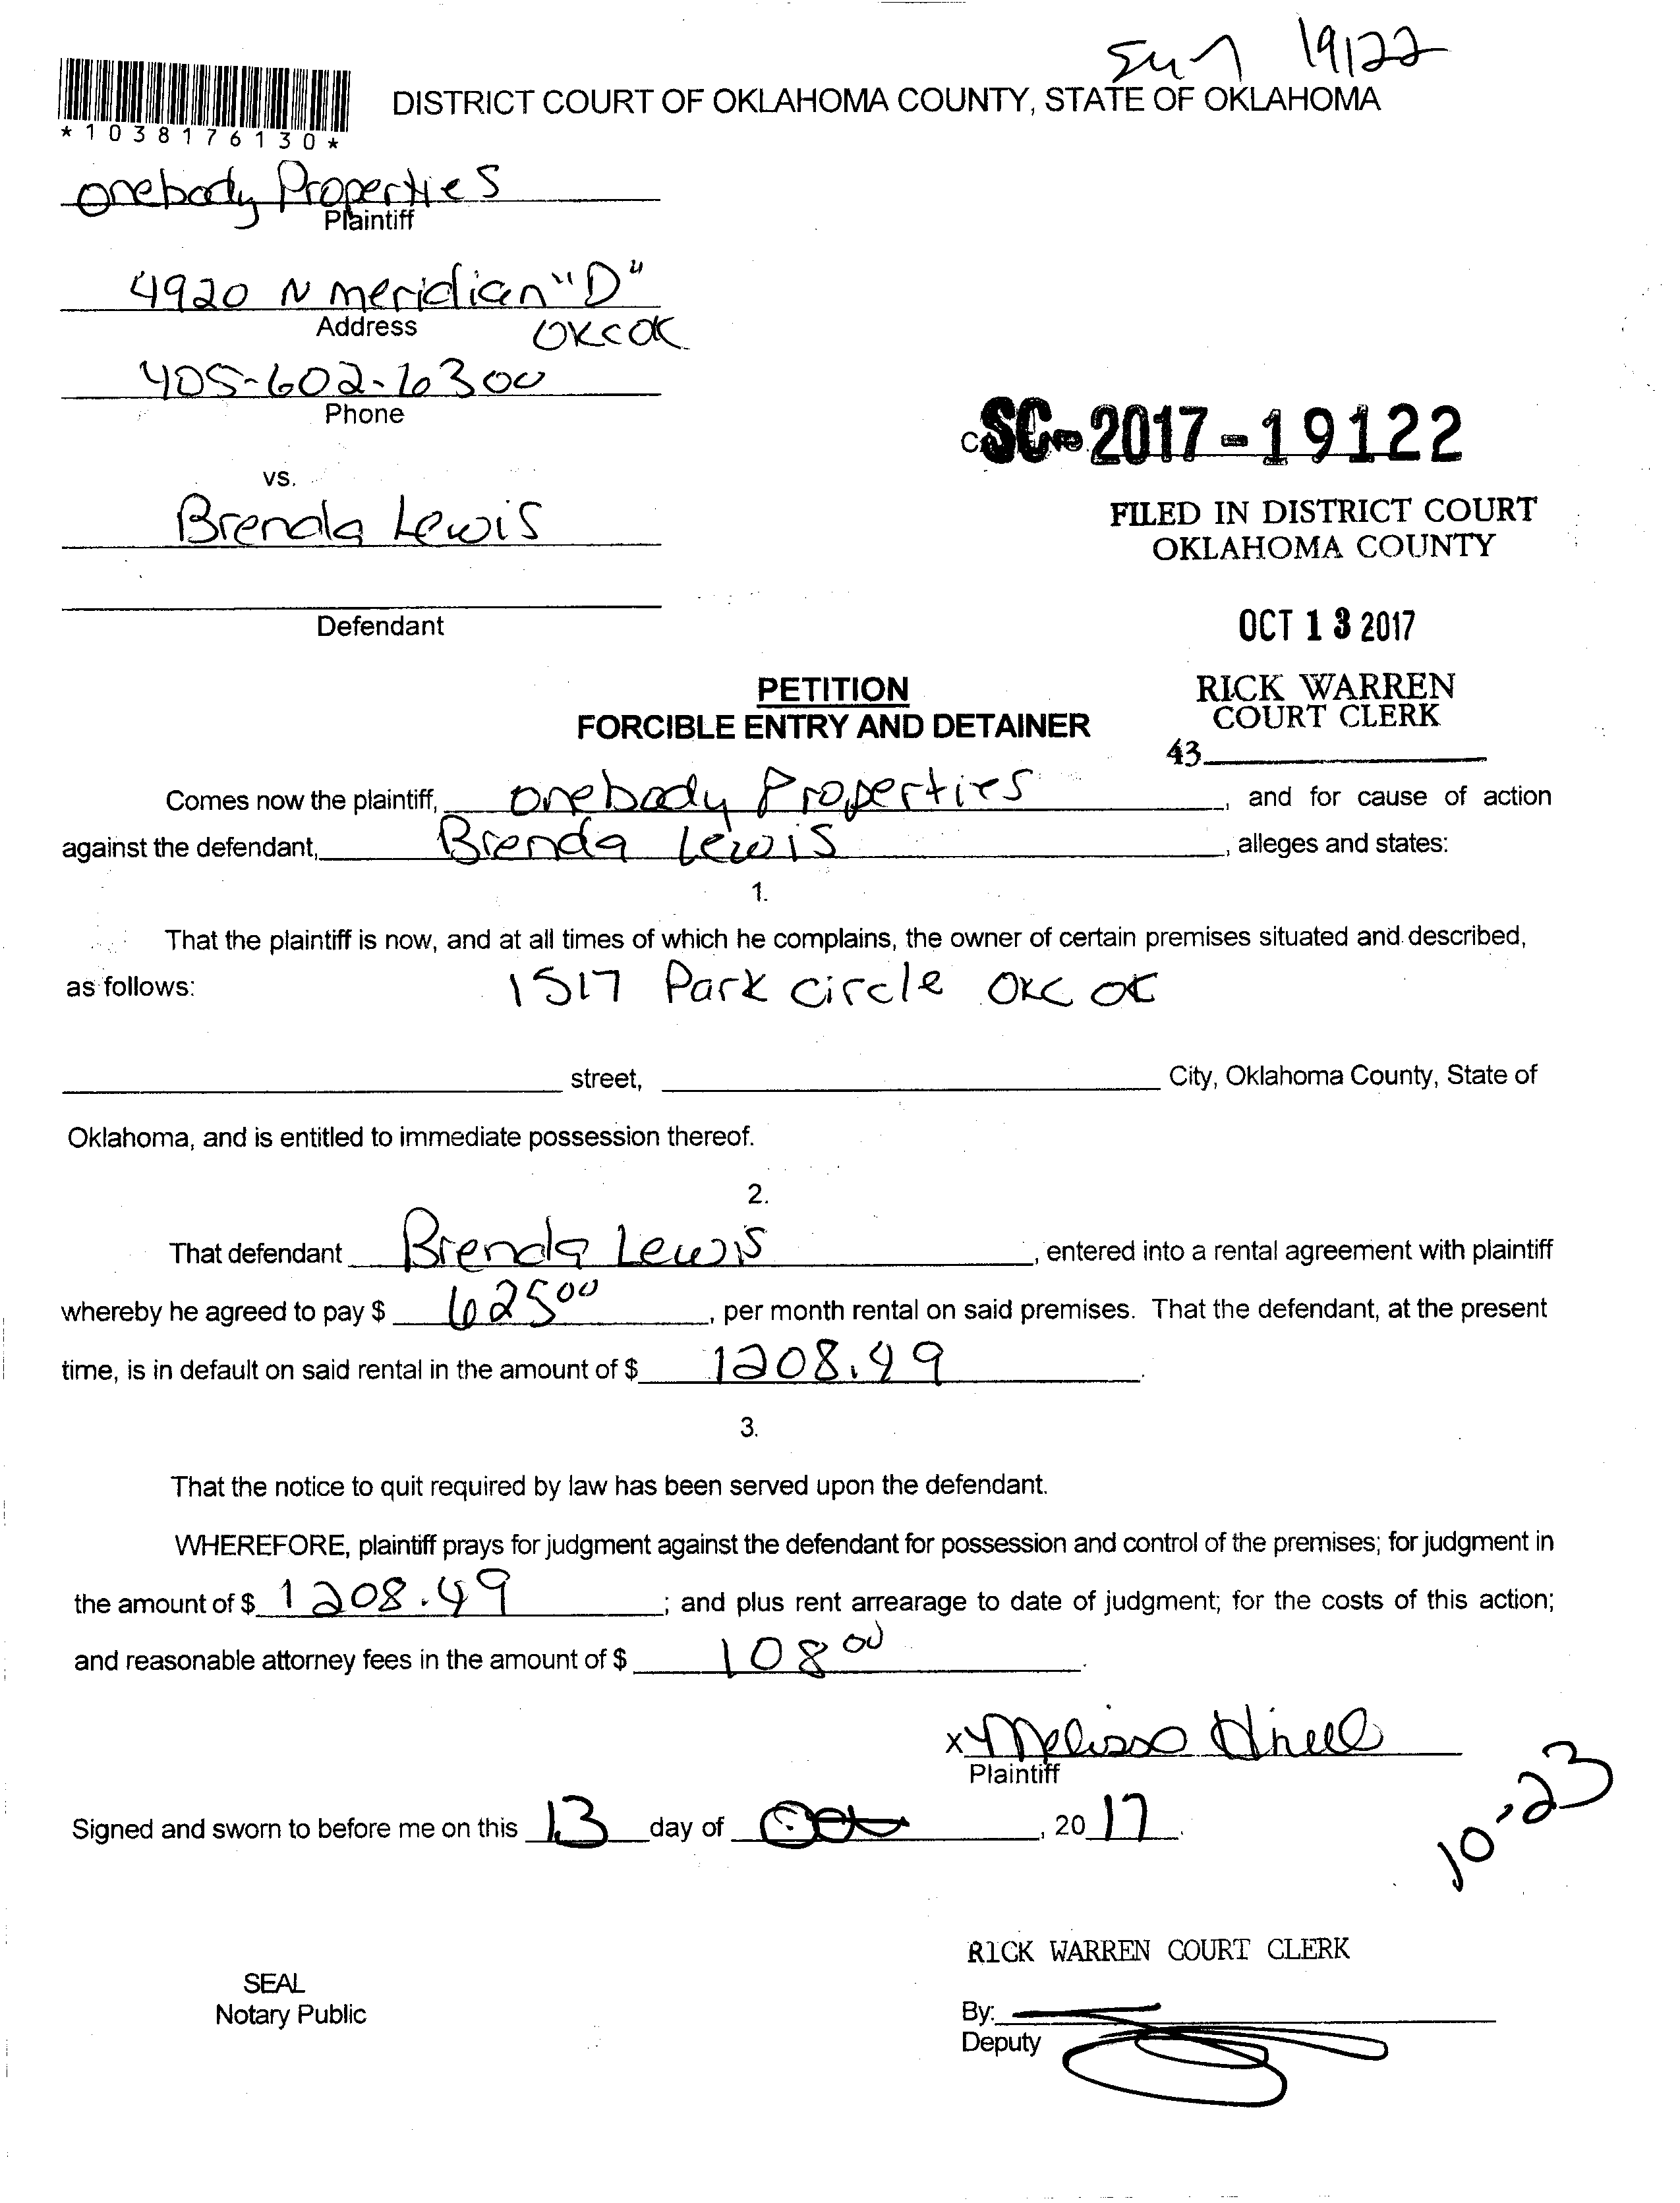 19122
DISTRICT COURT OF OKLAHOMA COUNTY, STATE OF OKLAHOMA
*1038176130*
onebody Properties
Plaintiff
4920 N meridian "D"
Address OKC OK
405-602-6300
Phone
SC-2017-19122
vs.
Brenda Lewis
FILED IN DISTRICT COURT
OKLAHOMA COUNTY
Defendant
OCT 13 2017
PETITION
FORCIBLE ENTRY AND DETAINER
RICK WARREN
COURT CLERK
43
Comes now the plaintiff, onebody Properties, and for cause of action
against the defendant, Brenda Lewis, alleges and states:
1.
That the plaintiff is now, and at all times of which he complains, the owner of certain premises situated and described,
as follows: 1517 Park circle OKC OK
street, City, Oklahoma County, State of
Oklahoma, and is entitled to immediate possession thereof.
2.
That defendant Brenda Lewis, entered into a rental agreement with plaintiff
whereby he agreed to pay $ 625 00, per month rental on said premises. That the defendant, at the present
time, is in default on said rental in the amount of $ 1208.49.
3.
That the notice to quit required by law has been served upon the defendant.
WHEREFORE, plaintiff prays for judgment against the defendant for possession and control of the premises; for judgment in
the amount of $ 1208.49; and plus rent arrearage to date of judgment; for the costs of this action;
and reasonable attorney fees in the amount of $ 108 00.
x Melissa
Plaintiff
Signed and sworn to before me on this 13 day of Oct, 20 17.
10-23
RICK WARREN COURT CLERK
SEAL
Notary Public
By:
Deputy